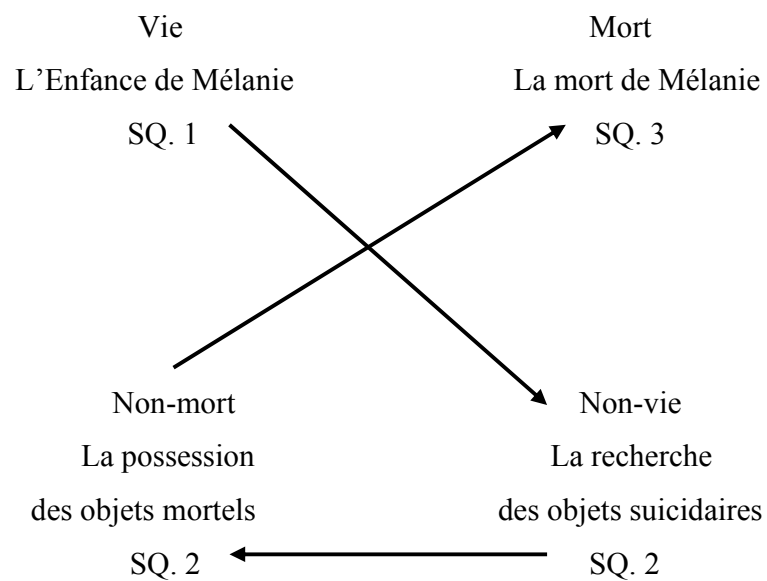 Vie
L’Enfance de Mélanie
SQ. 1
Mort
La mort de Mélanie
SQ. 3
Non-mort
La possession
des objets mortels
SQ. 2
Non-vie
La recherche
des objets suicidaires
SQ. 2